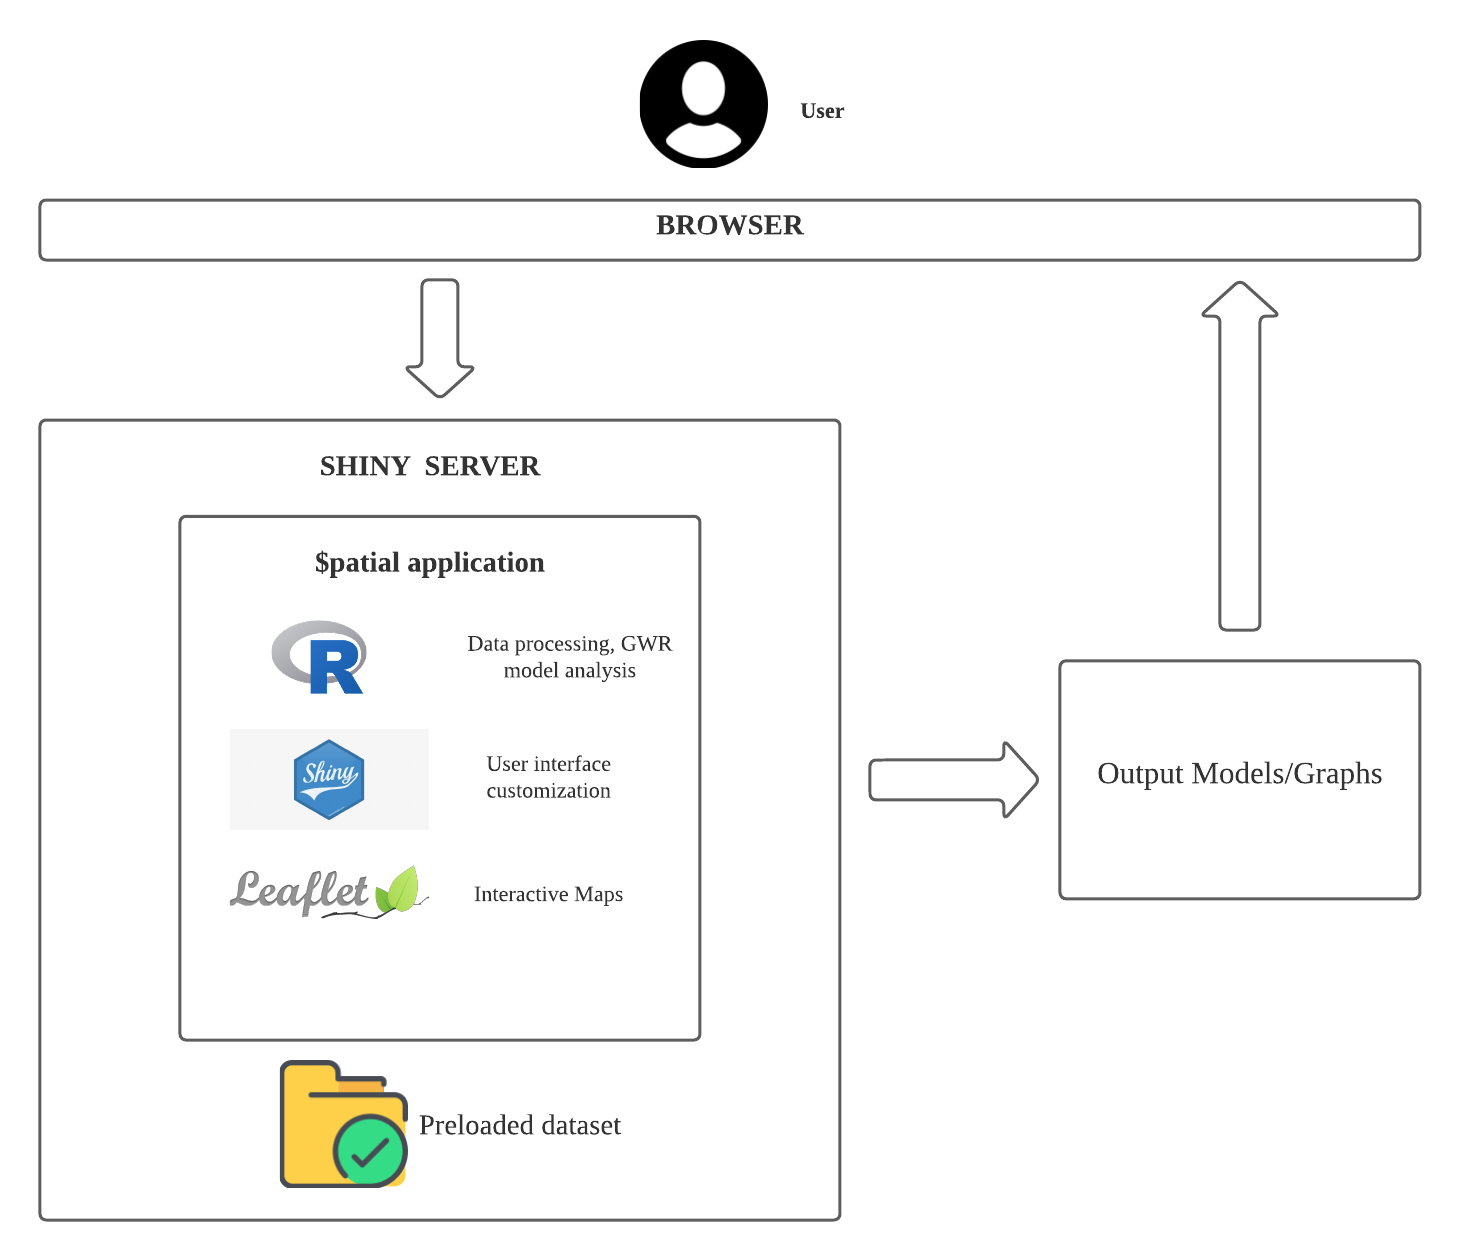 User
BROWSER
SHINY SERVER
$patial application
R
Data processing, GWR
model analysis
Shiny
User interface
customization
Leaflet
Interactive Maps
Output Models/Graphs
Preloaded dataset